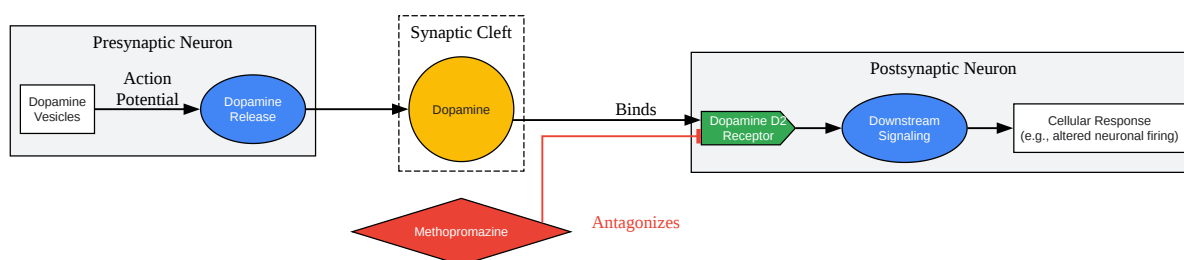 Presynaptic Neuron
Dopamine
Vesicles
Action
Potential
Dopamine
Release
Synaptic Cleft
Dopamine
Binds
Postsynaptic Neuron
Dopamine D2
Receptor
Downstream
Signaling
Cellular Response
(e.g., altered neuronal firing)
Methopromazine
Antagonizes